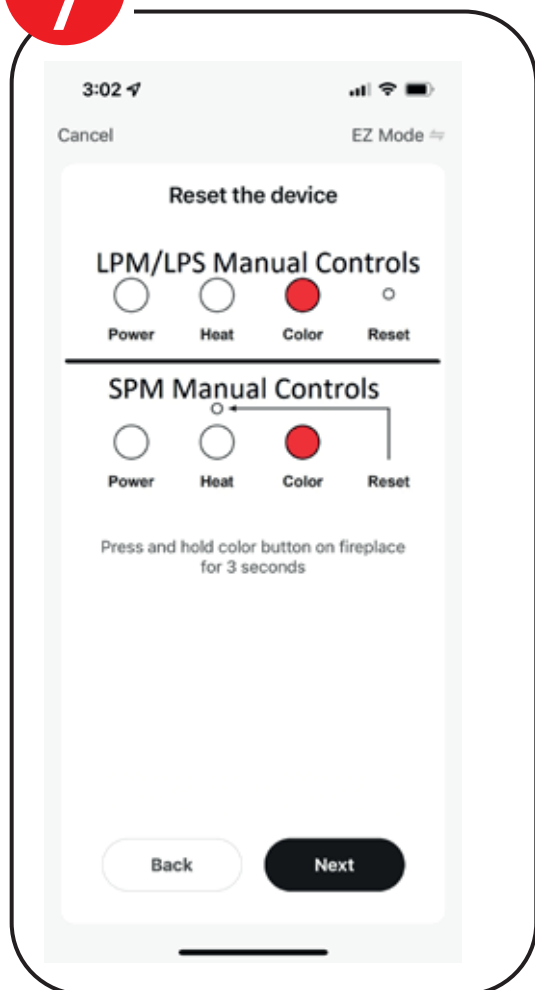 7
3:02
Cancel EZ Mode
Reset the device
LPM/LPS Manual Controls
Power Heat Color Reset
SPM Manual Controls
Power Heat Color Reset
Press and hold color button on fireplace
for 3 seconds
Back Next